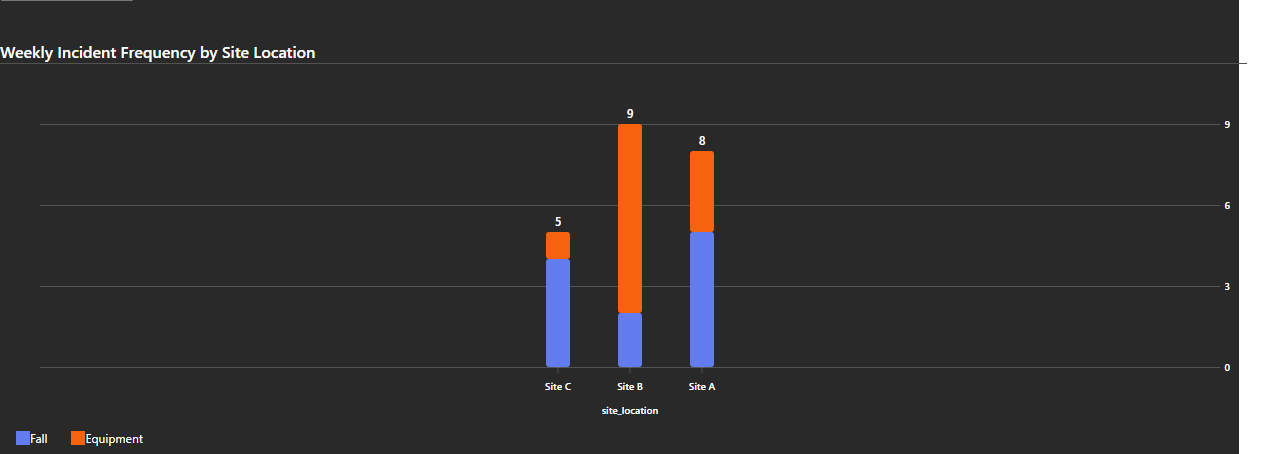 Weekly Incident Frequency by Site Location
9
8
9
6
5
3
0
Site C Site B Site A
site_location
Fall Equipment